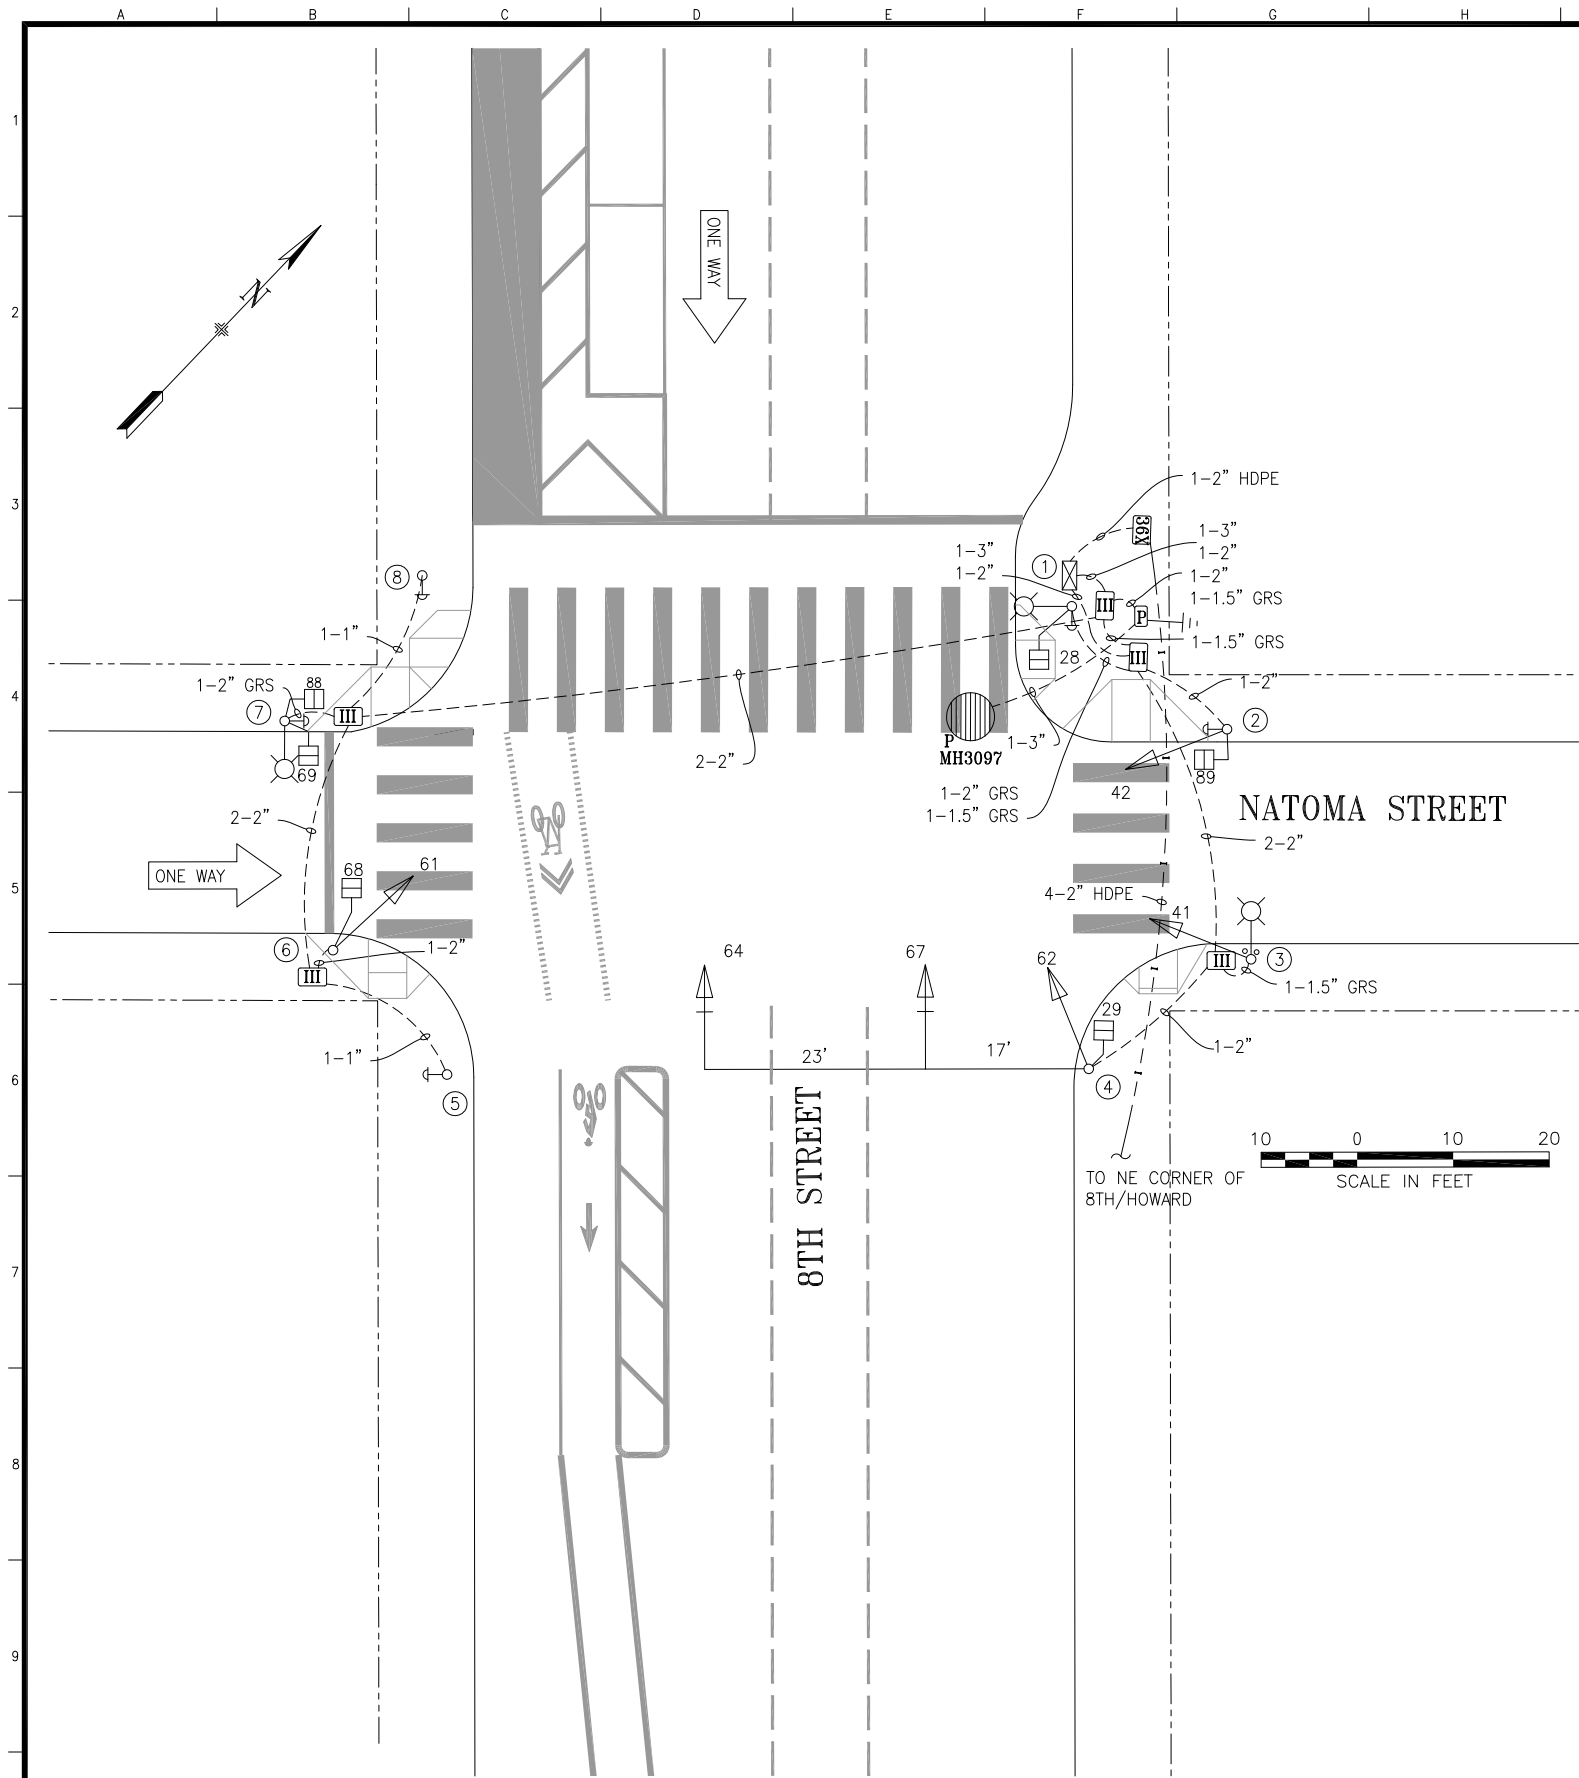 A B C D E F G H
1
2
3
4
5
6
7
8
9
N
ONE WAY
1-2" HDPE
36X
1-3"
1-2"
1-3"
1-2"
1
8
1-2"
1-1.5" GRS
III
P
1-1.5" GRS
1-1"
28
III
88
1-2" GRS
7
III
69
1-2"
2
P
MH3097
1-3"
2-2"
89
42
1-2" GRS
1-1.5" GRS
NATOMA STREET
2-2"
2-2"
68
61
ONE WAY
4-2" HDPE
41
6
III
1-2"
64
67
62
III
3
1-1.5" GRS
29
1-1"
23'
17'
1-2"
5
4
8TH STREET
10 0 10 20
SCALE IN FEET
TO NE CORNER OF
8TH/HOWARD